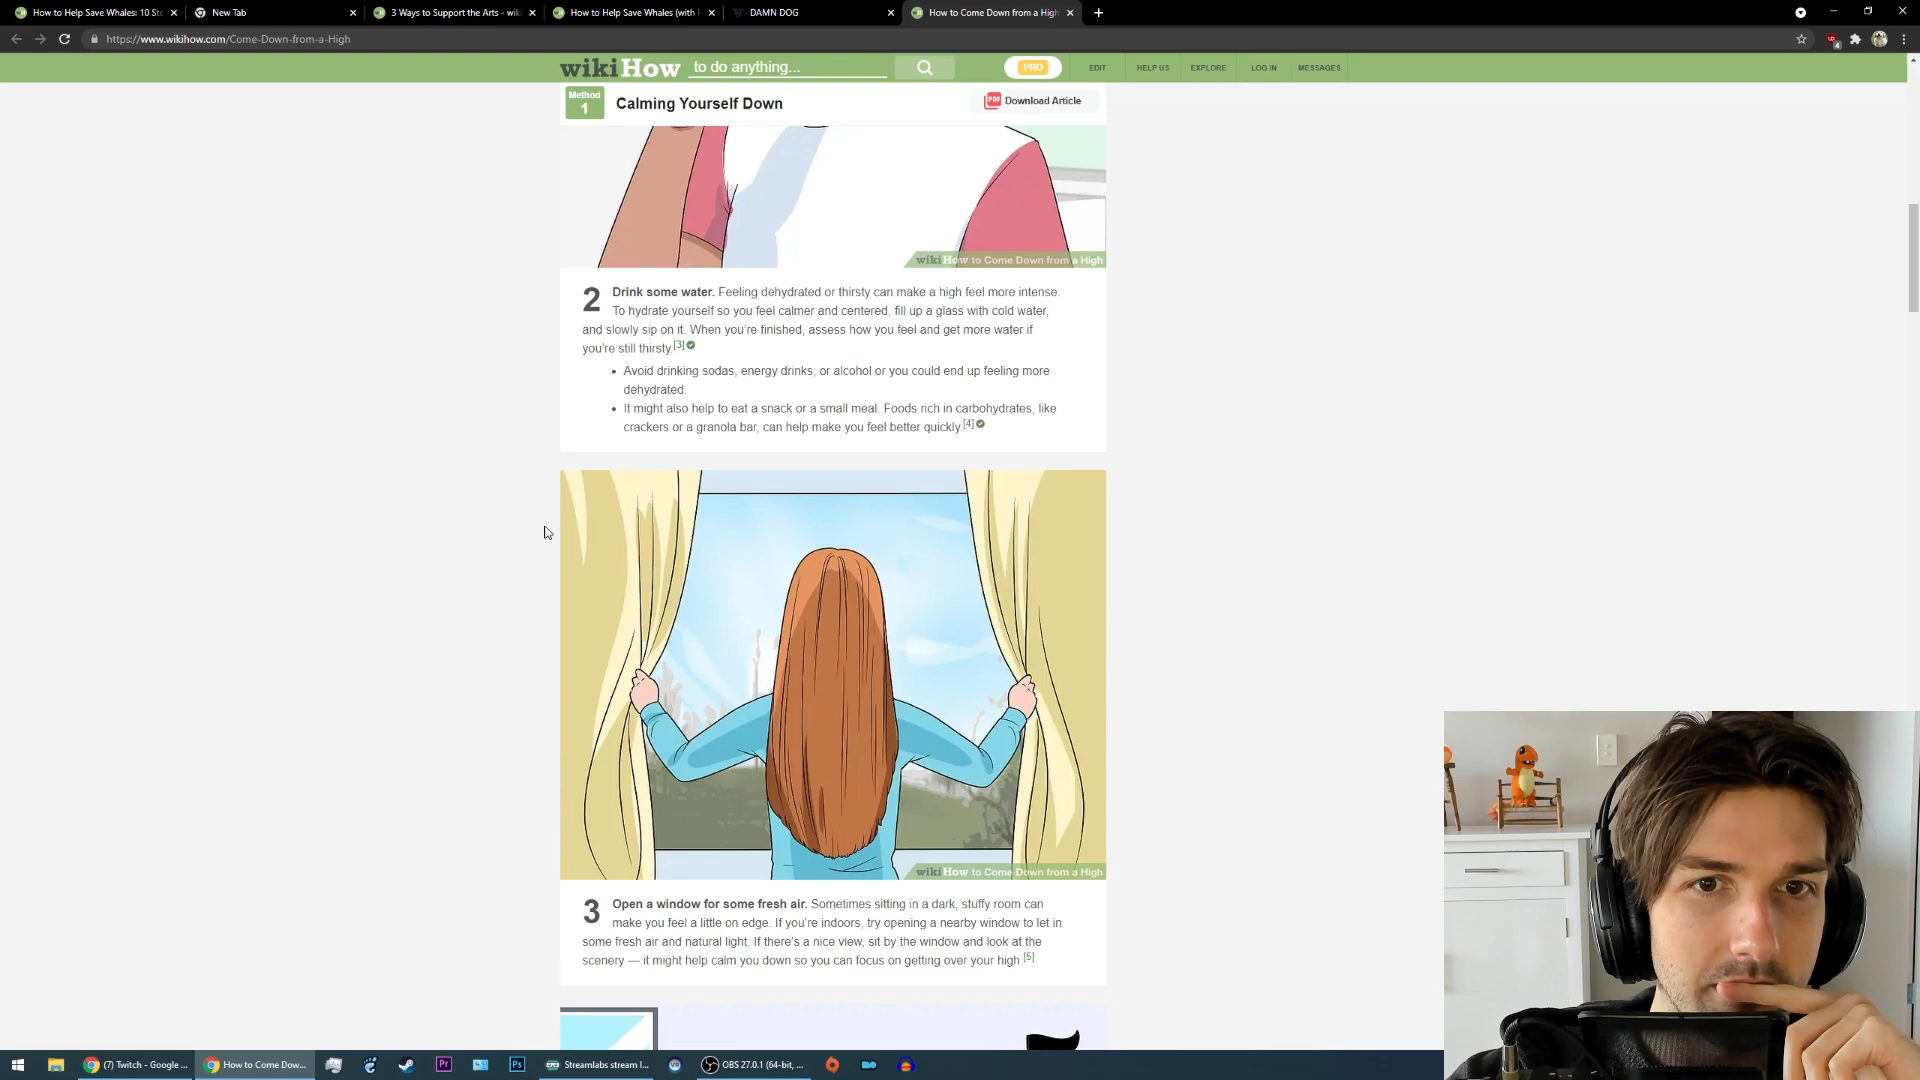 How to Help Save Whales: 10 Ste
New Tab
3 Ways to Support the Arts - wiki
How to Help Save Whales (with P
DAMN DOG
How to Come Down from a High
https://www.wikihow.com/Come-Down-from-a-High
wikiHow to do anything...
PRO
EDIT
HELP US
EXPLORE
LOG IN
MESSAGES
Method
1
Calming Yourself Down
PDF Download Article
wikiHow to Come Down from a High
2 Drink some water. Feeling dehydrated or thirsty can make a high feel more intense.
To hydrate yourself so you feel calmer and centered, fill up a glass with cold water,
and slowly sip on it. When you're finished, assess how you feel and get more water if
you're still thirsty.[3]
• Avoid drinking sodas, energy drinks, or alcohol or you could end up feeling more
dehydrated.
• It might also help to eat a snack or a small meal. Foods rich in carbohydrates, like
crackers or a granola bar, can help make you feel better quickly.[4]
wikiHow to Come Down from a High
3 Open a window for some fresh air. Sometimes sitting in a dark, stuffy room can
make you feel a little on edge. If you're indoors, try opening a nearby window to let in
some fresh air and natural light. If there's a nice view, sit by the window and look at the
scenery — it might help calm you down so you can focus on getting over your high.[5]
(7) Twitch - Google ...
How to Come Dow...
Pr
Ps
Streamlabs stream l...
OBS 27.0.1 (64-bit, ...